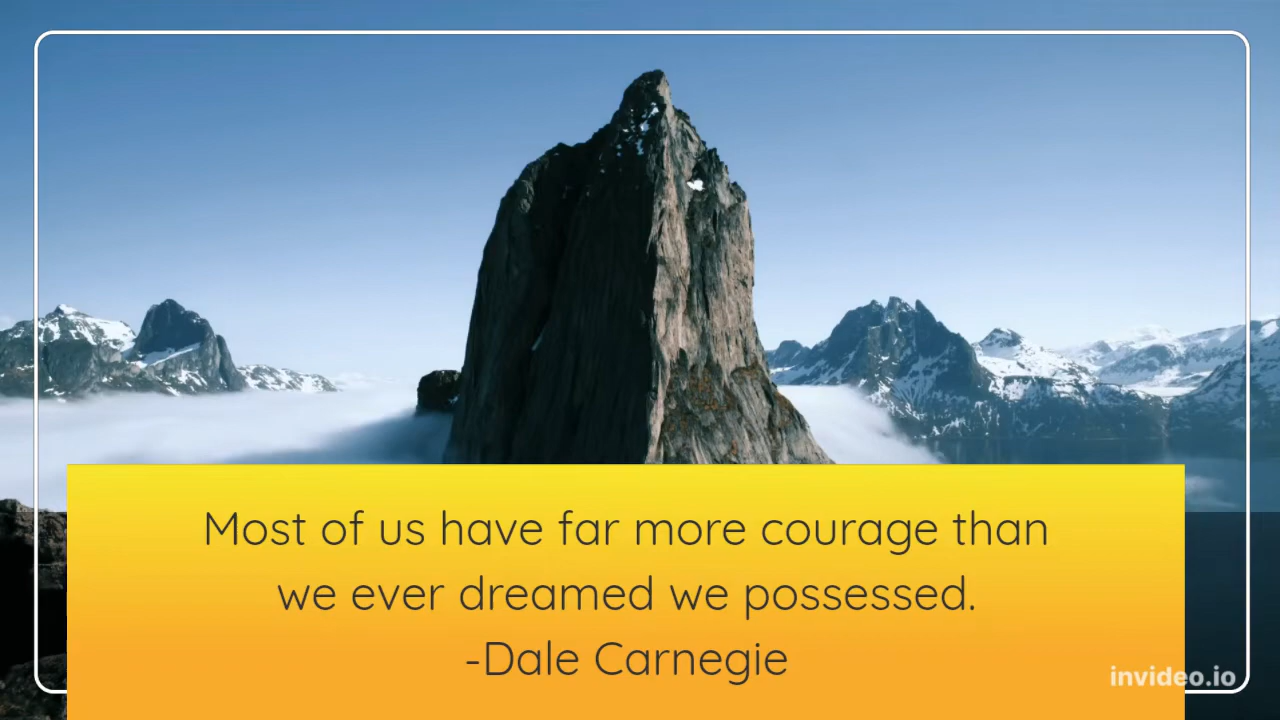 Most of us have far more courage than
we ever dreamed we possessed.
-Dale Carnegie
invideo.io